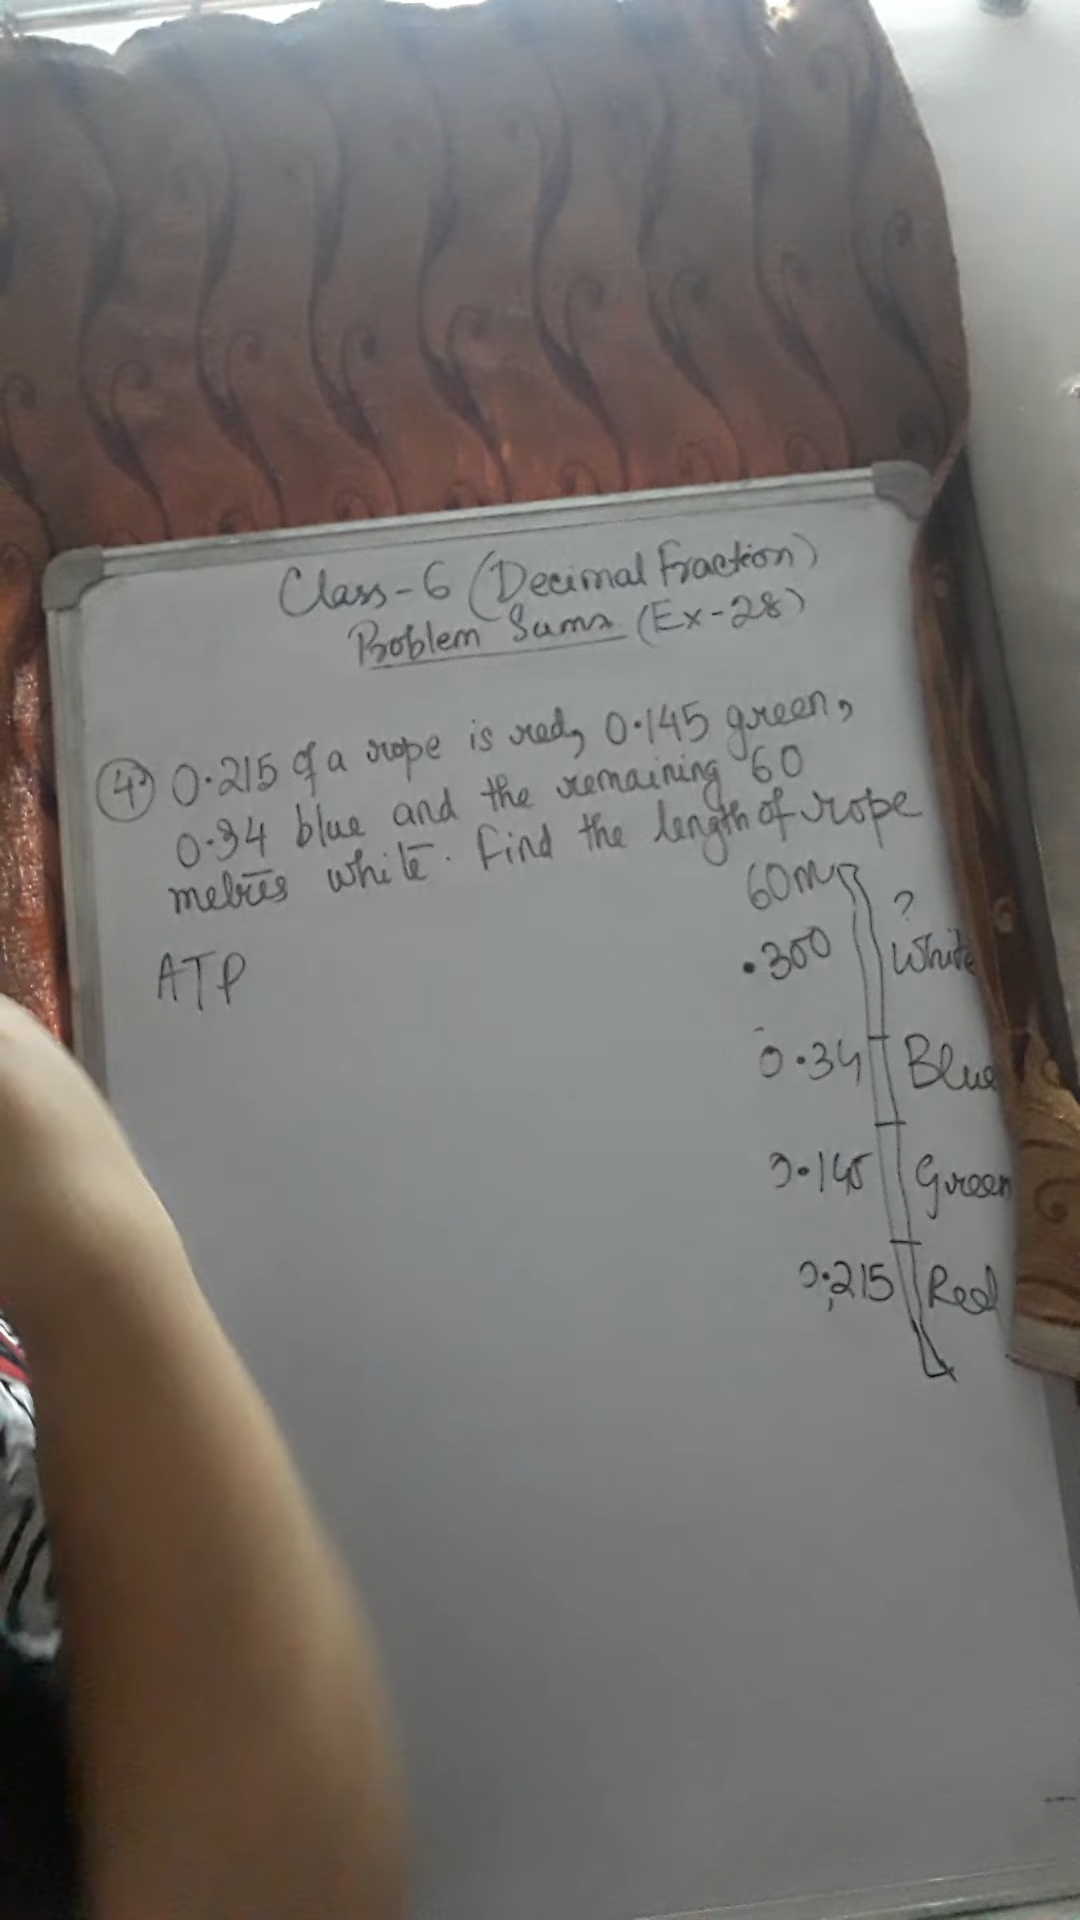 Class-6 (Decimal Fraction)
Problem Sums (Ex-28)
4 0.215 of a rope is red, 0.145 green,
0.34 blue and the remaining 60
metres white. Find the length of rope
ATP
60m ?
.300 White
0.34 Blue
0.145 Green
0.215 Red